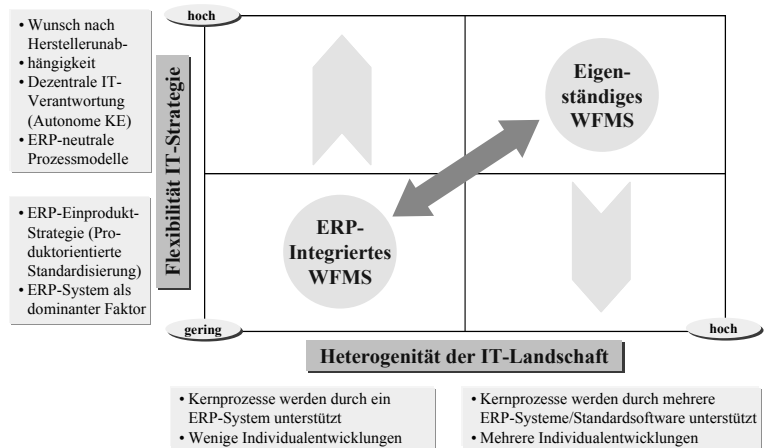 • Wunsch nach
Herstellerunab-
• hängigkeit
• Dezentrale IT-
Verantwortung
(Autonome KE)
• ERP-neutrale
Prozessmodelle
• ERP-Einprodukt-
Strategie (Pro-
duktorientierte
Standardisierung)
• ERP-System als
dominanter Faktor
Flexibilität IT-Strategie
hoch
Eigen-
ständiges
WFMS
ERP-
Integriertes
WFMS
gering
hoch
Heterogenität der IT-Landschaft
• Kernprozesse werden durch ein
ERP-System unterstützt
• Wenige Individualentwicklungen
• Kernprozesse werden durch mehrere
ERP-Systeme/Standardsoftware unterstützt
• Mehrere Individualentwicklungen